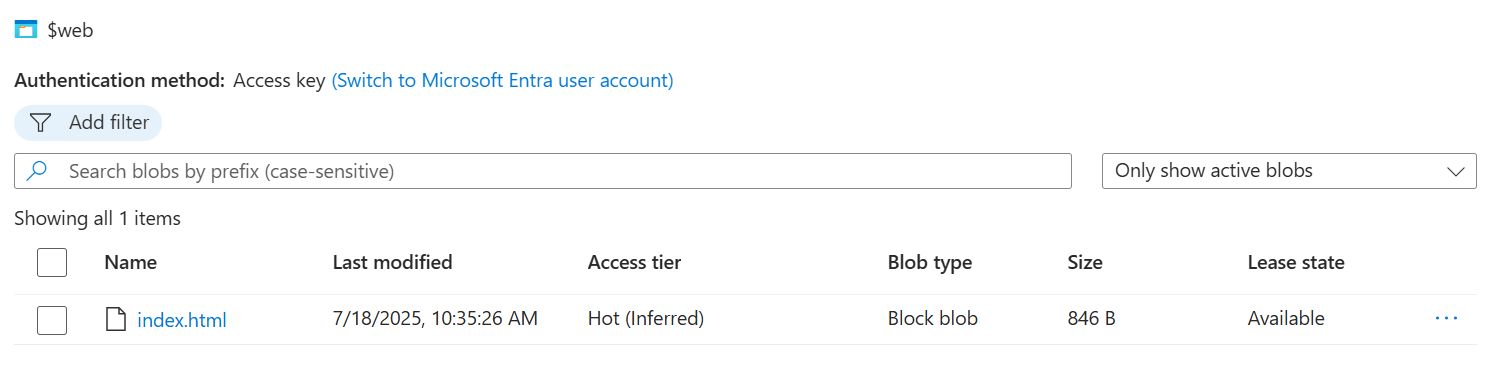 $web
Authentication method: Access key (Switch to Microsoft Entra user account)
Add filter
Search blobs by prefix (case-sensitive)
Only show active blobs
Showing all 1 items
Name Last modified Access tier Blob type Size Lease state
index.html 7/18/2025, 10:35:26 AM Hot (Inferred) Block blob 846 B Available ...